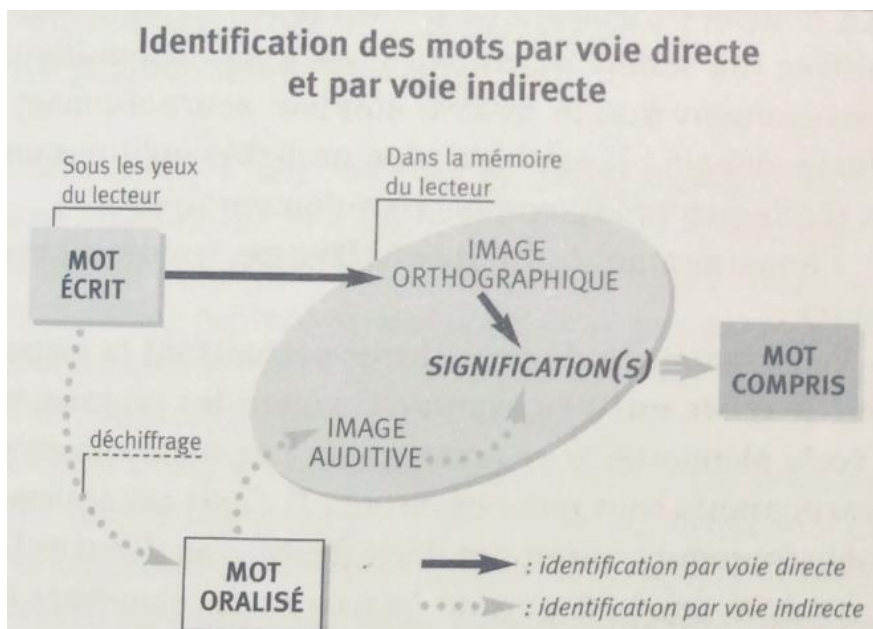 Identification des mots par voie directe
et par voie indirecte
Sous les yeux
du lecteur
Dans la mémoire
du lecteur
MOT
ÉCRIT
IMAGE
ORTHOGRAPHIQUE
SIGNIFICATION(S)
MOT
COMPRIS
déchiffrage
IMAGE
AUDITIVE
MOT
ORALISÉ
: identification par voie directe
: identification par voie indirecte